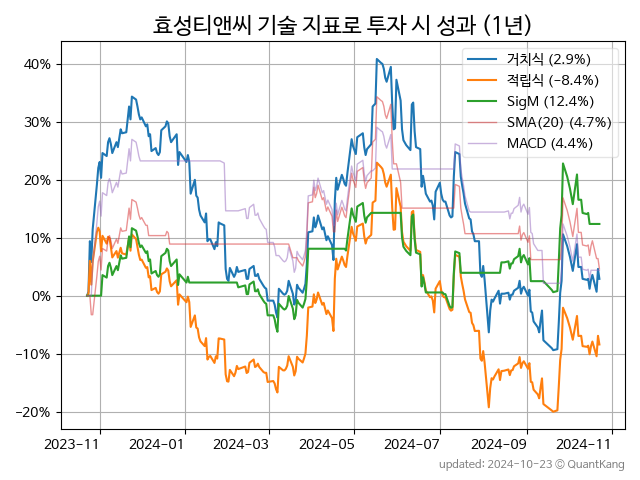 효성티앤씨 기술 지표로 투자 시 성과 (1년)
40%
30%
20%
10%
0%
−10%
−20%
거치식 (2.9%)
적립식 (-8.4%)
SigM (12.4%)
SMA(20) (4.7%)
MACD (4.4%)
2023-11 2024-01 2024-03 2024-05 2024-07 2024-09 2024-11
updated: 2024-10-23 © QuantKang